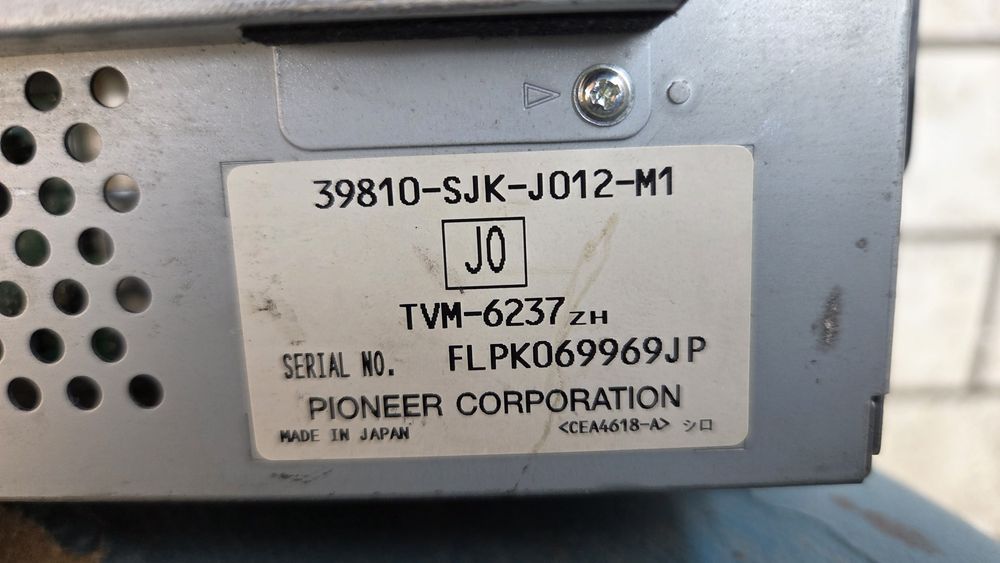 39810-SJK-J012-M1
J0
TVM-6237ZH
SERIAL NO. FLPK069969JP
PIONEER CORPORATION
MADE IN JAPAN <CEA4618-A> シロ